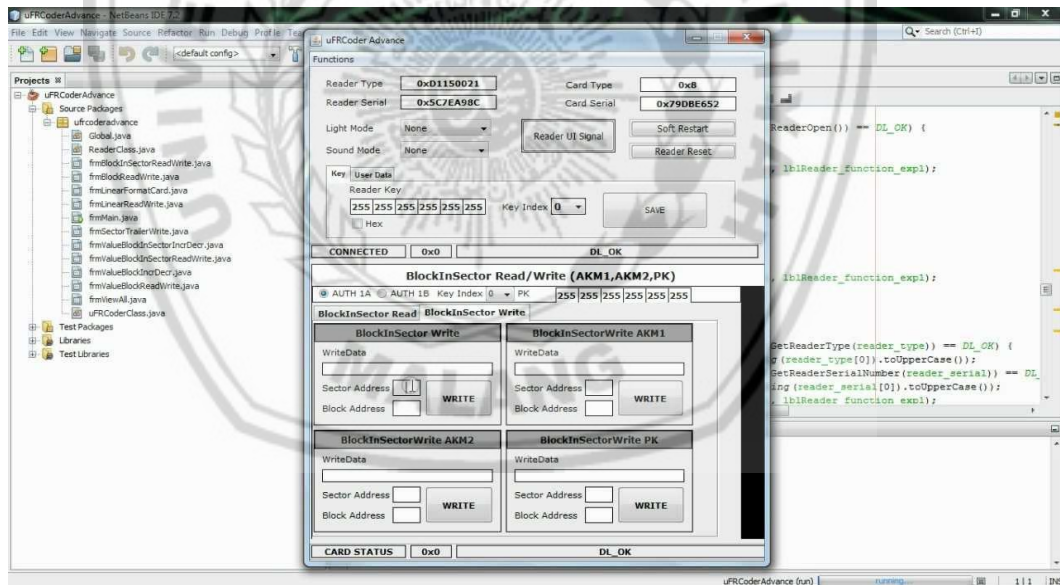 uFRCoderAdvance - NetBeans IDE 7.2
File Edit View Navigate Source Refactor Run Debug Profile
Search (Ctrl+I)
<default config>
Projects
uFRCoderAdvance
Source Packages
ufrcoderadvance
Global.java
ReaderClass.java
frmBlockInSectorReadWrite.java
frmBlockReadWrite.java
frmLinearFormatCard.java
frmLinearReadWrite.java
frmMain.java
frmSectorTrailerWrite.java
frmValueBlockInSectorIncrDecr.java
frmValueBlockInSectorReadWrite.java
frmValueBlockIncrDecr.java
frmValueBlockReadWrite.java
frmViewAll.java
uFRCoderClass.java
Test Packages
Libraries
Test Libraries
uFRCoder Advance
Functions
Reader Type 0xD1150021 Card Type 0x8
Reader Serial 0x5C7EA98C Card Serial 0x79DBE652
Light Mode None Reader UI Signal Soft Restart
Sound Mode None Reader Reset
Key User Data
Reader Key
255 255 255 255 255 255 Key Index 0 SAVE
Hex
CONNECTED 0x0 DL_OK
BlockInSector Read/Write (AKM1,AKM2,PK)
AUTH 1A AUTH 1B Key Index 0 PK 255 255 255 255 255 255
BlockInSector Read BlockInSector Write
BlockInSector Write BlockInSectorWrite AKM1
WriteData WriteData
Sector Address WRITE Sector Address WRITE
Block Address Block Address
BlockInSectorWrite AKM2 BlockInSectorWrite PK
WriteData WriteData
Sector Address WRITE Sector Address WRITE
Block Address Block Address
CARD STATUS 0x0 DL_OK
ReaderOpen()) == DL_OK) {
, lblReader_function_expl);
, lblReader_function_expl);
GetReaderType(reader_type)) == DL_OK) {
g(reader_type[0]).toUpperCase());
GetReaderSerialNumber(reader_serial)) == DL_
ing(reader_serial[0]).toUpperCase());
, lblReader_function_expl);
uFRCoderAdvance (run) running... 1|1 IN
MALANG